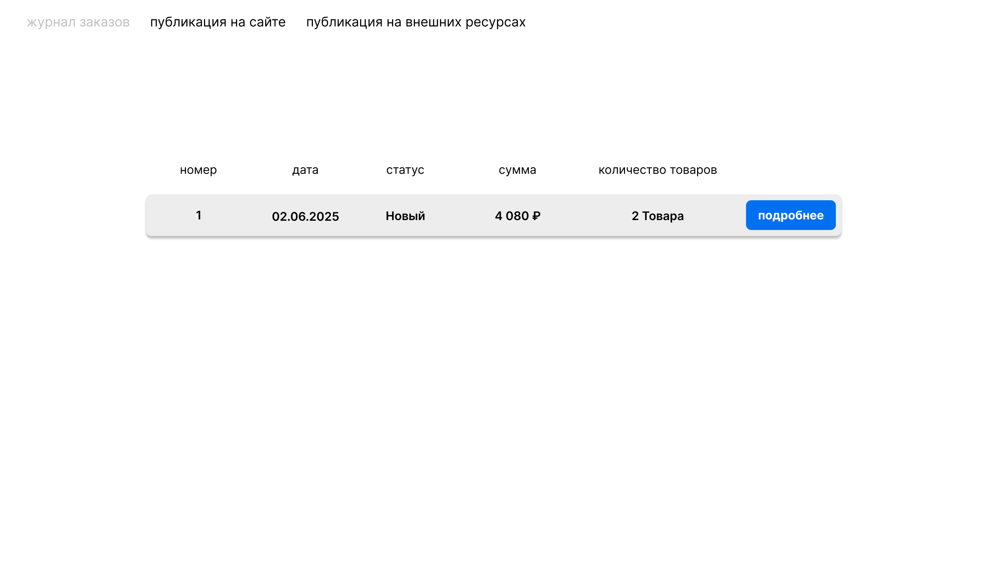 журнал заказов публикация на сайте публикация на внешних ресурсах
номер дата статус сумма количество товаров
1 02.06.2025 Новый 4 080 ₽ 2 Товара подробнее